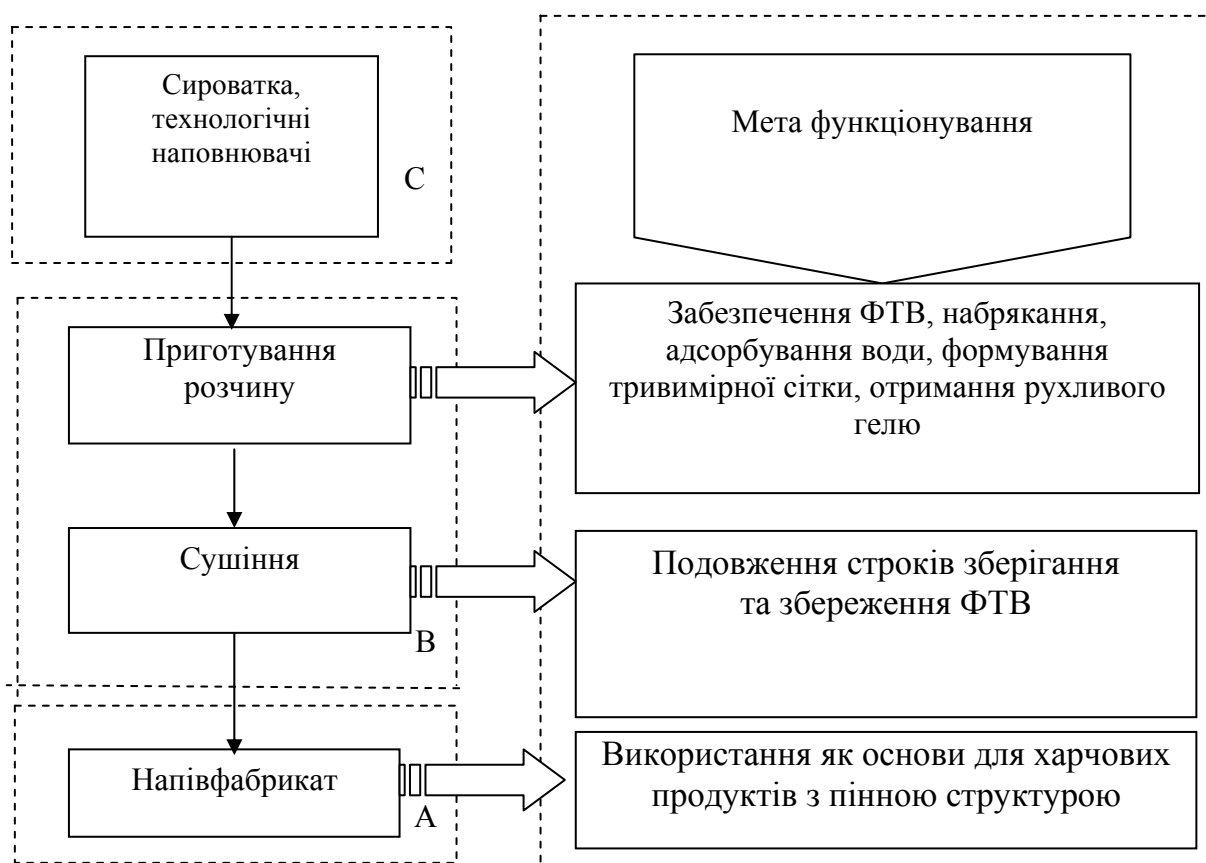 Сироватка,
технологічні
наповнювачі
С
Мета функціонування
Приготування
розчину
Забезпечення ФТВ, набрякання,
адсорбування води, формування
тривимірної сітки, отримання рухливого
гелю
Сушіння
В
Подовження строків зберігання
та збереження ФТВ
Напівфабрикат
А
Використання як основи для харчових
продуктів з пінною структурою